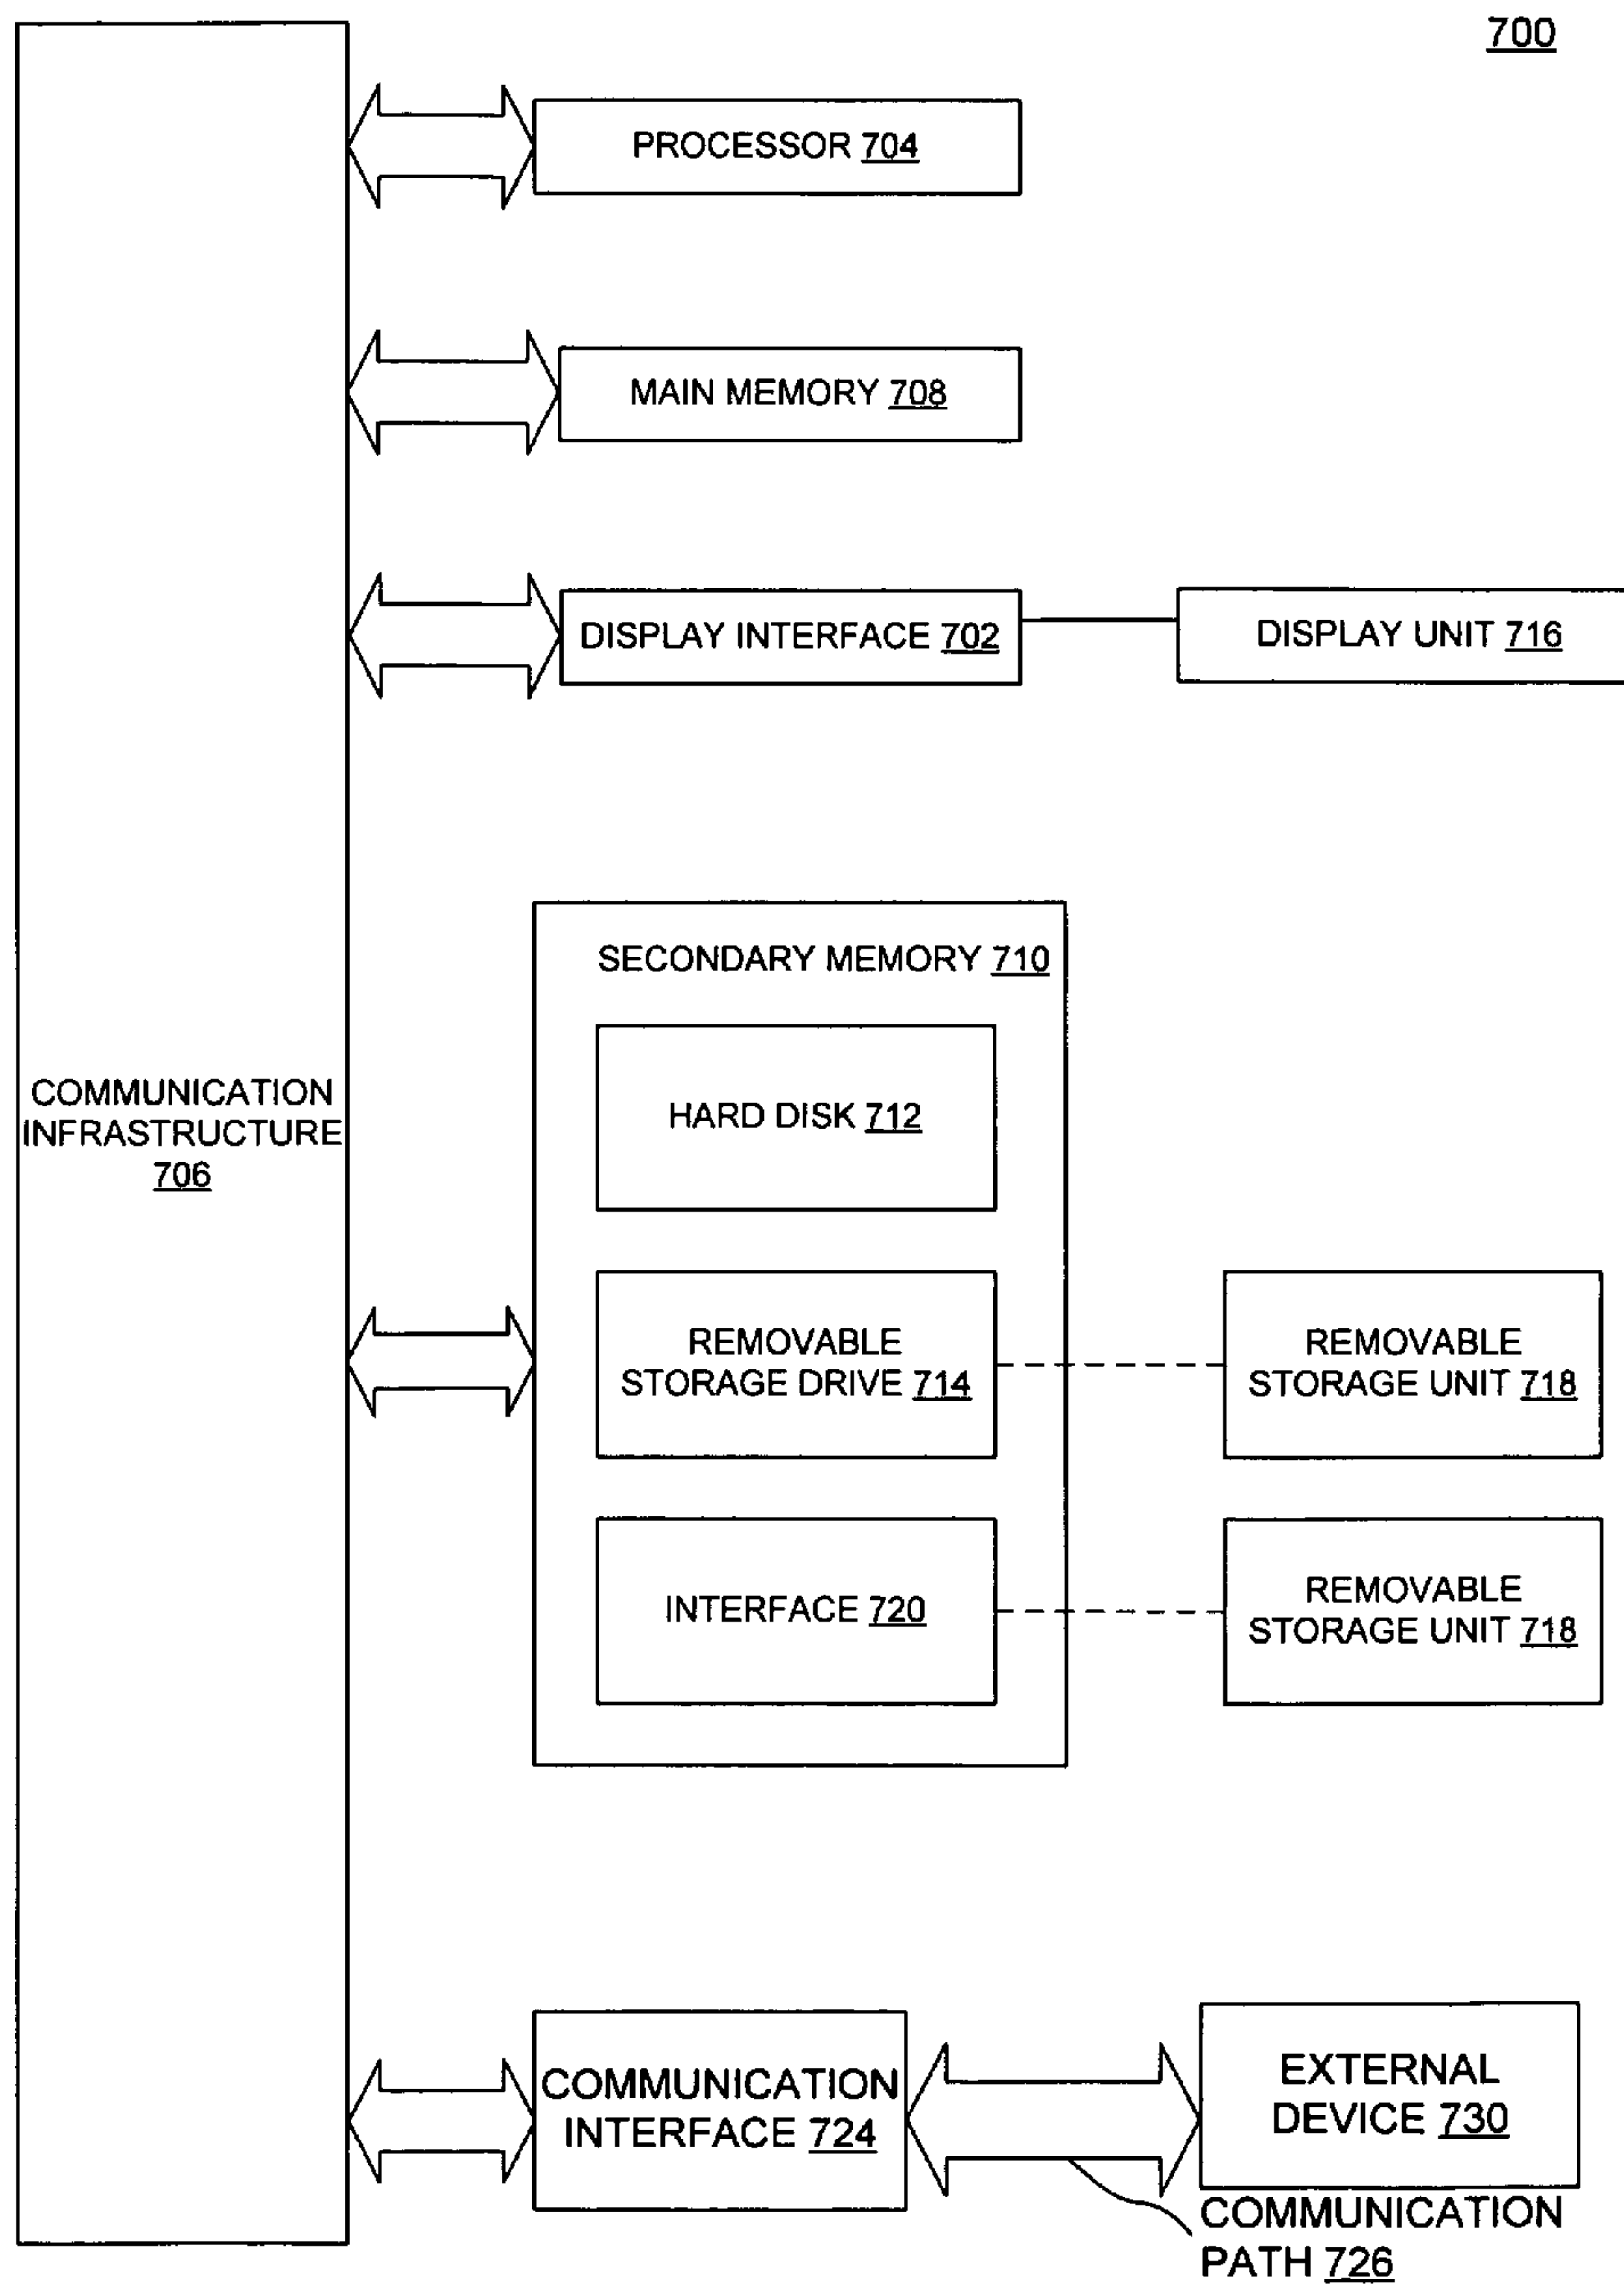 700
PROCESSOR 704
MAIN MEMORY 708
DISPLAY INTERFACE 702
DISPLAY UNIT 716
SECONDARY MEMORY 710
COMMUNICATION
INFRASTRUCTURE
706
HARD DISK 712
REMOVABLE
STORAGE DRIVE 714
REMOVABLE
STORAGE UNIT 718
INTERFACE 720
REMOVABLE
STORAGE UNIT 718
COMMUNICATION
INTERFACE 724
EXTERNAL
DEVICE 730
COMMUNICATION
PATH 726